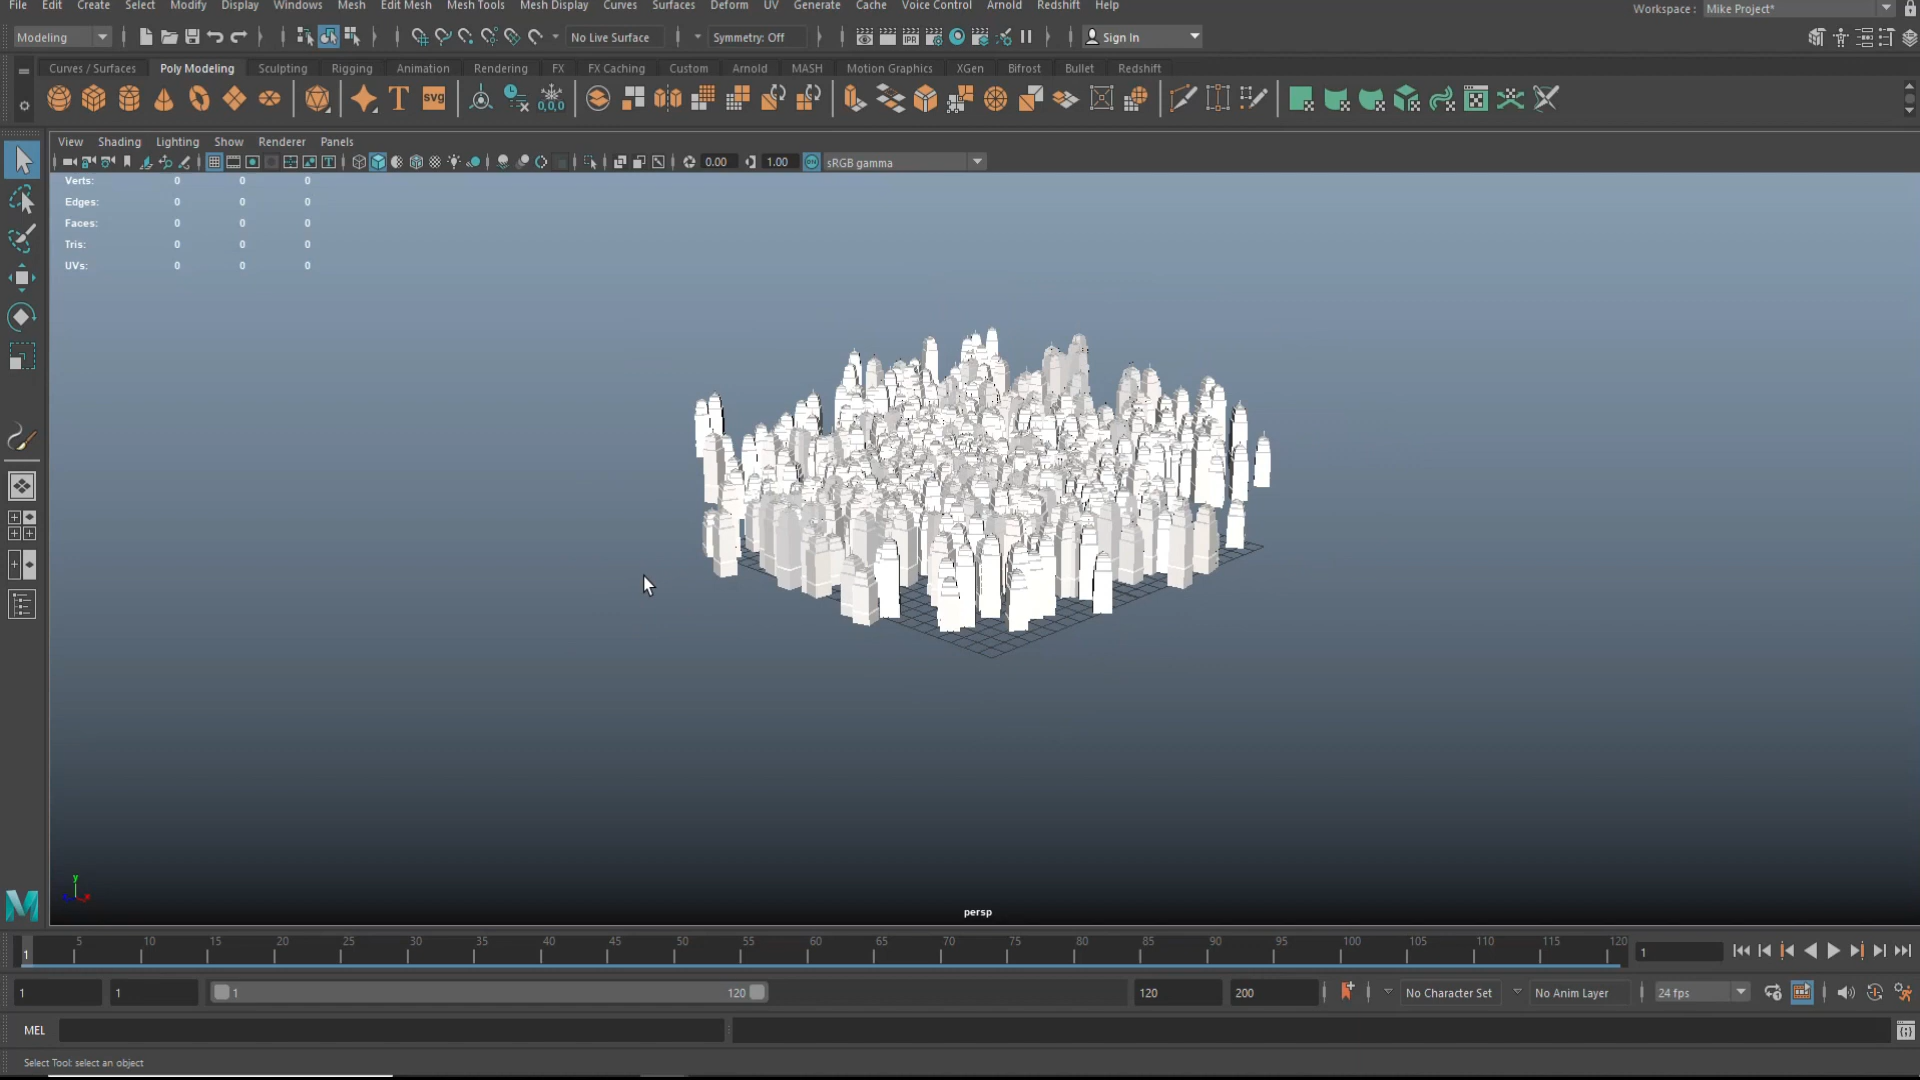 File Edit Create Select Modify Display Windows Mesh Edit Mesh Mesh Tools Mesh Display Curves Surfaces Deform UV Generate Cache Voice Control Arnold Redshift Help
Workspace : Mike Project*
Modeling No Live Surface Symmetry: Off IPR Sign In
Curves / Surfaces Poly Modeling Sculpting Rigging Animation Rendering FX FX Caching Custom Arnold MASH Motion Graphics XGen Bifrost Bullet Redshift
T SVG 0,0,0
View Shading Lighting Show Renderer Panels
0.00 1.00 ON sRGB gamma
Verts: 0 0 0
Edges: 0 0 0
Faces: 0 0 0
Tris: 0 0 0
UVs: 0 0 0
y
persp
1 5 10 15 20 25 30 35 40 45 50 55 60 65 70 75 80 85 90 95 100 105 110 115 120 1
1 1 1 120 120 200 No Character Set No Anim Layer 24 fps
MEL
Select Tool: select an object